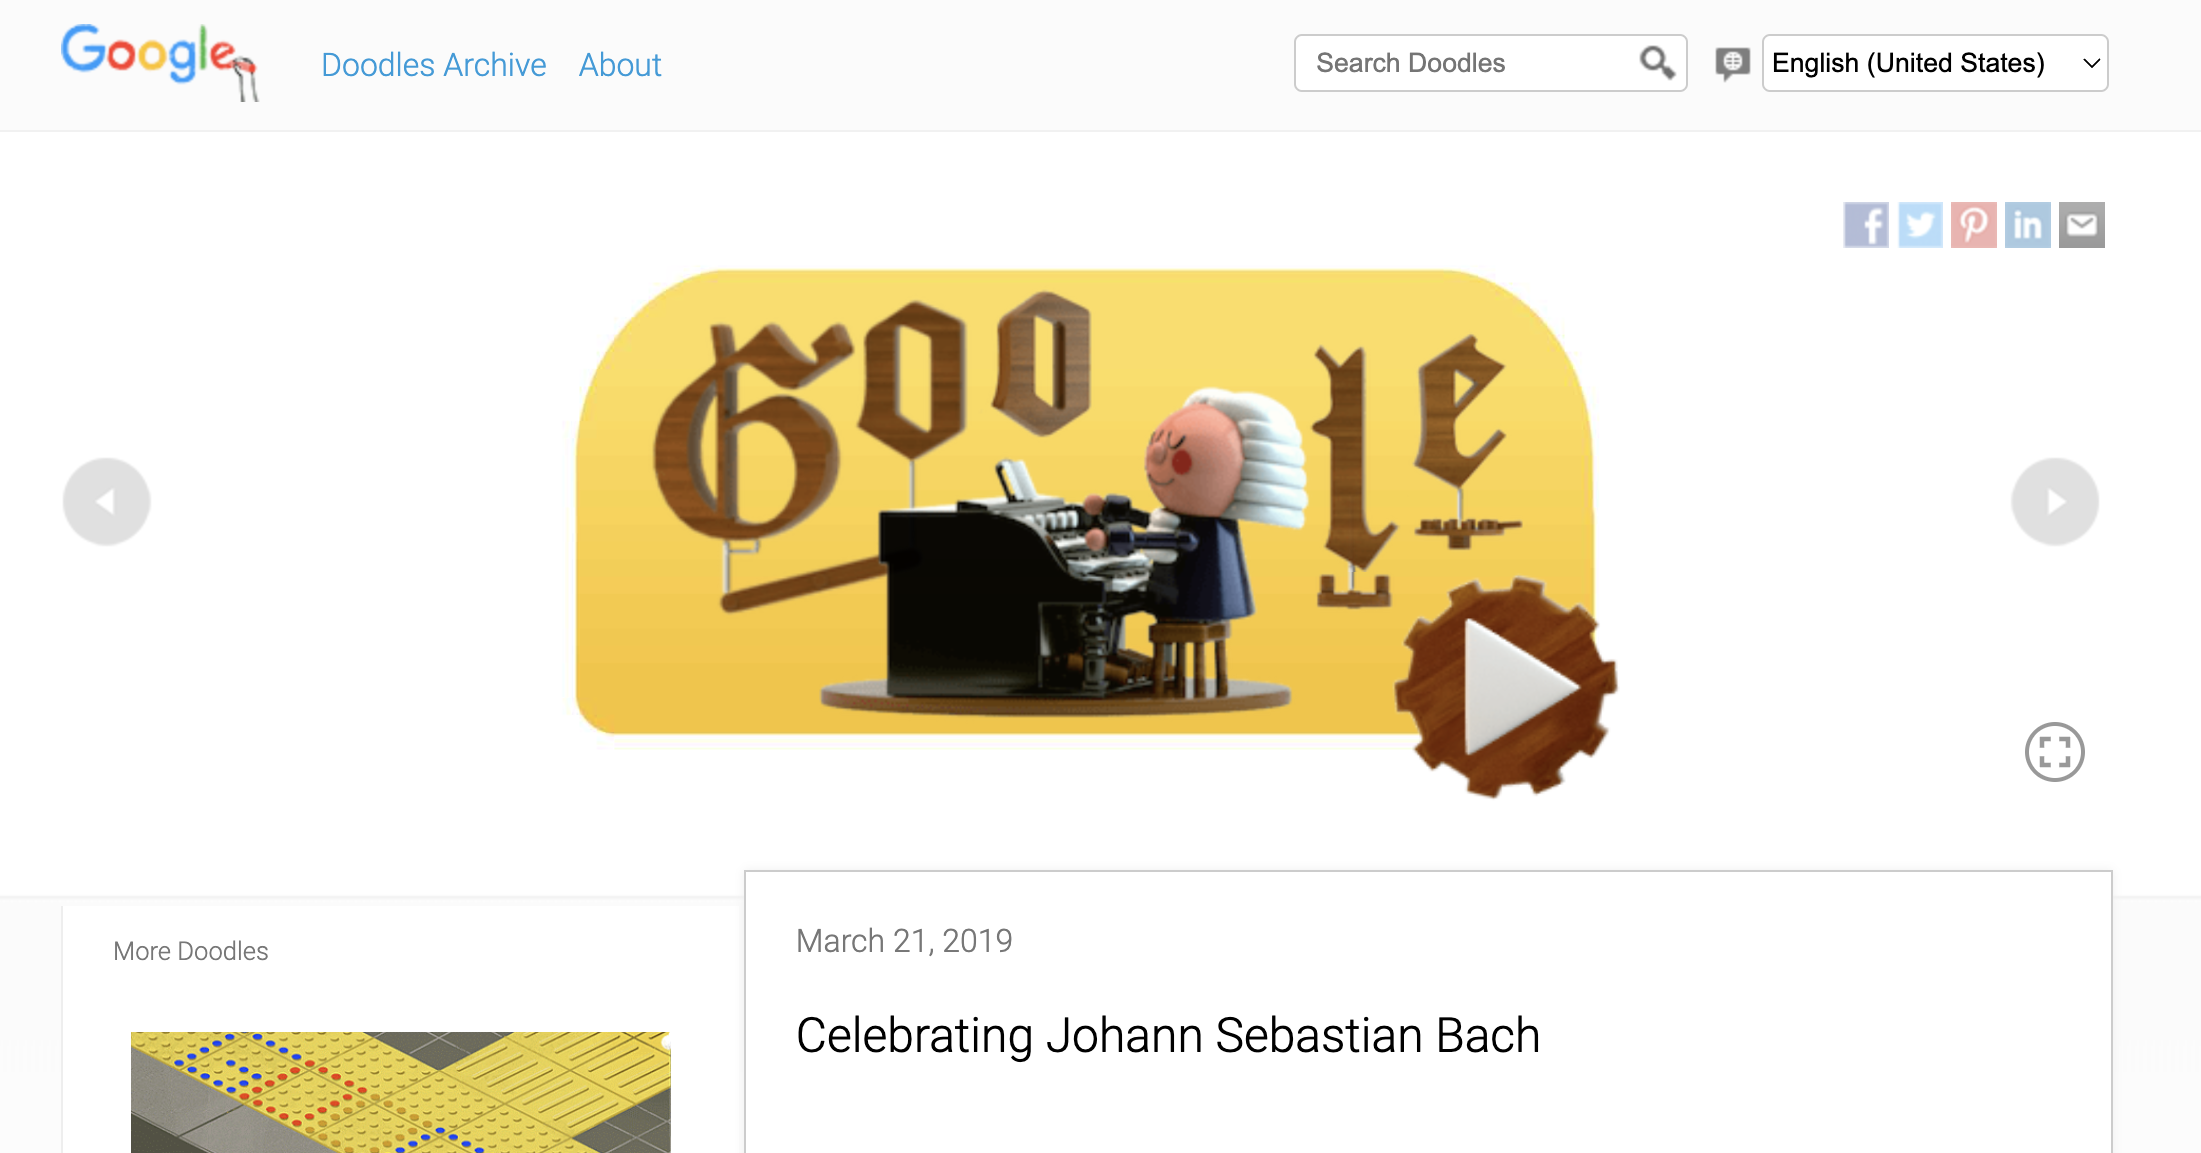 Google
Doodles Archive
About
Search Doodles
English (United States)
Goo le
March 21, 2019
More Doodles
Celebrating Johann Sebastian Bach